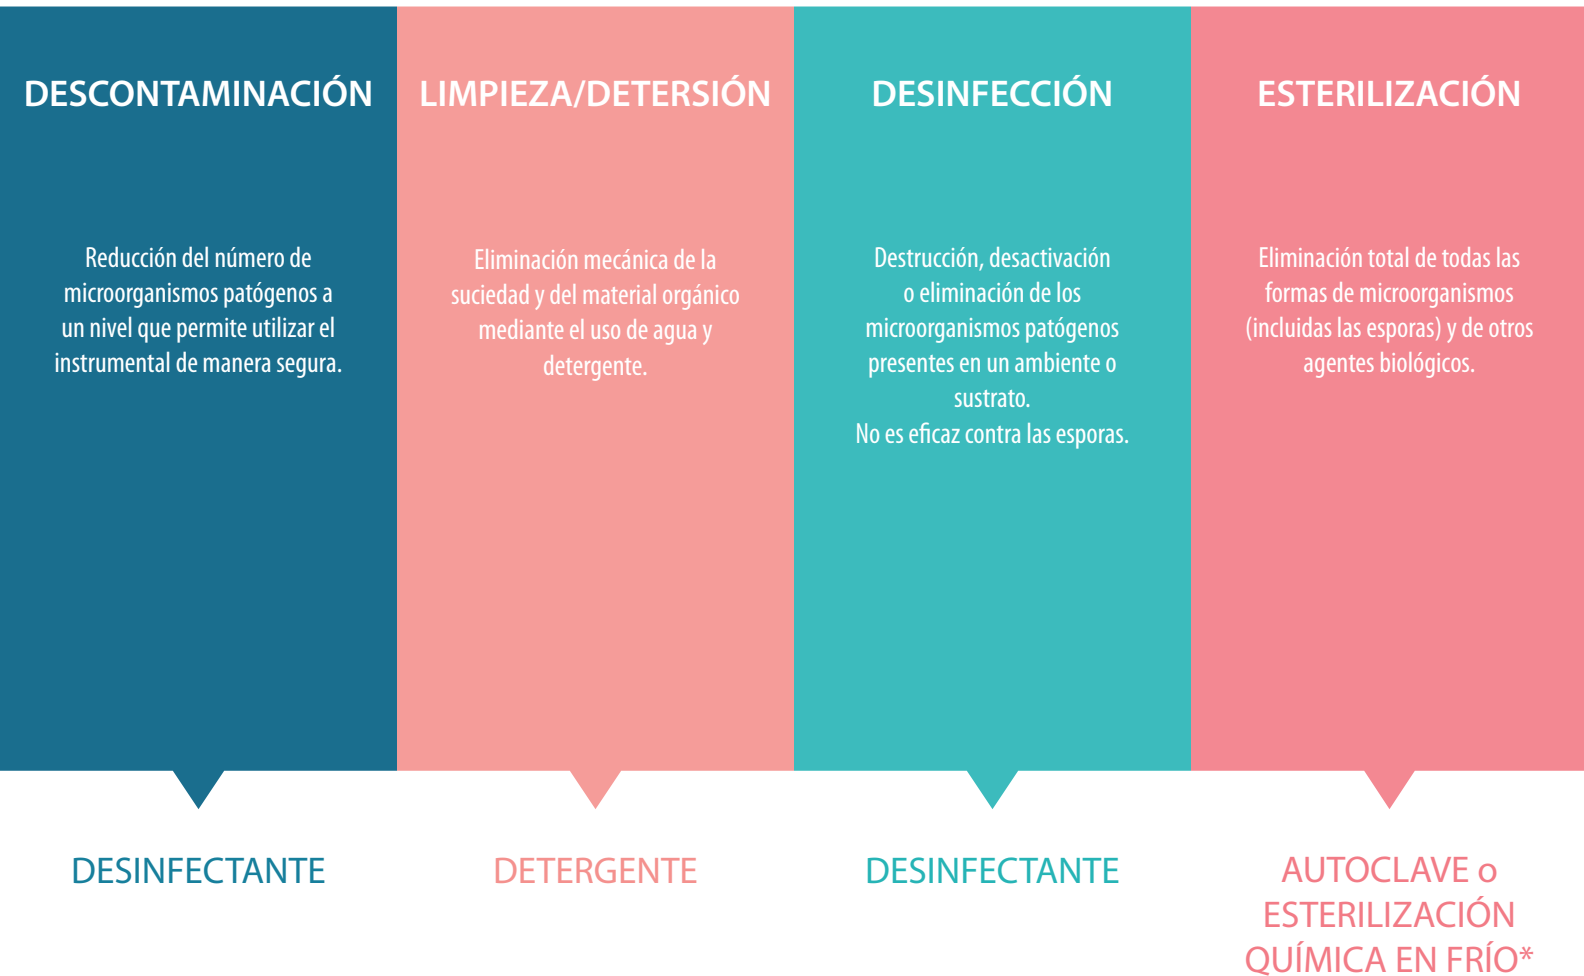 DESCONTAMINACIÓN
Reducción del número de
microorganismos patógenos a
un nivel que permite utilizar el
instrumental de manera segura.
DESINFECTANTE
LIMPIEZA/DETERSIÓN
Eliminación mecánica de la
suciedad y del material orgánico
mediante el uso de agua y
detergente.
DETERGENTE
DESINFECCIÓN
Destrucción, desactivación
o eliminación de los
microorganismos patógenos
presentes en un ambiente o
sustrato.
No es eficaz contra las esporas.
DESINFECTANTE
ESTERILIZACIÓN
Eliminación total de todas las
formas de microorganismos
(incluidas las esporas) y de otros
agentes biológicos.
AUTOCLAVE o
ESTERILIZACIÓN
QUÍMICA EN FRÍO*